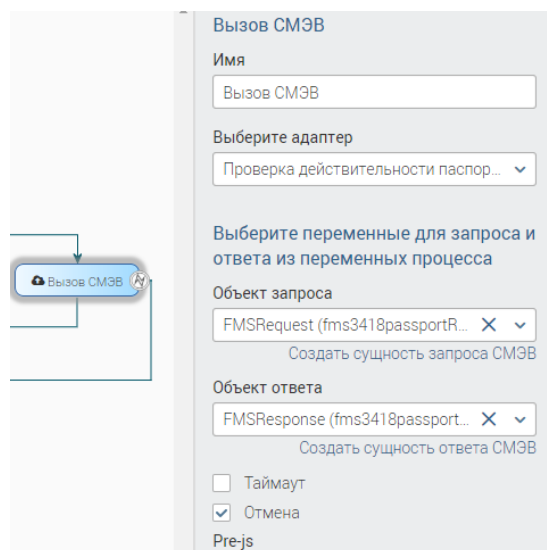 Вызов СМЭВ
Имя
Вызов СМЭВ
Выберите адаптер
Проверка действительности паспор...
Выберите переменные для запроса и
ответа из переменных процесса
Вызов СМЭВ
Объект запроса
FMSRequest (fms3418passportR...
Создать сущность запроса СМЭВ
Объект ответа
FMSResponse (fms3418passport...
Создать сущность ответа СМЭВ
Таймаут
Отмена
Pre-js